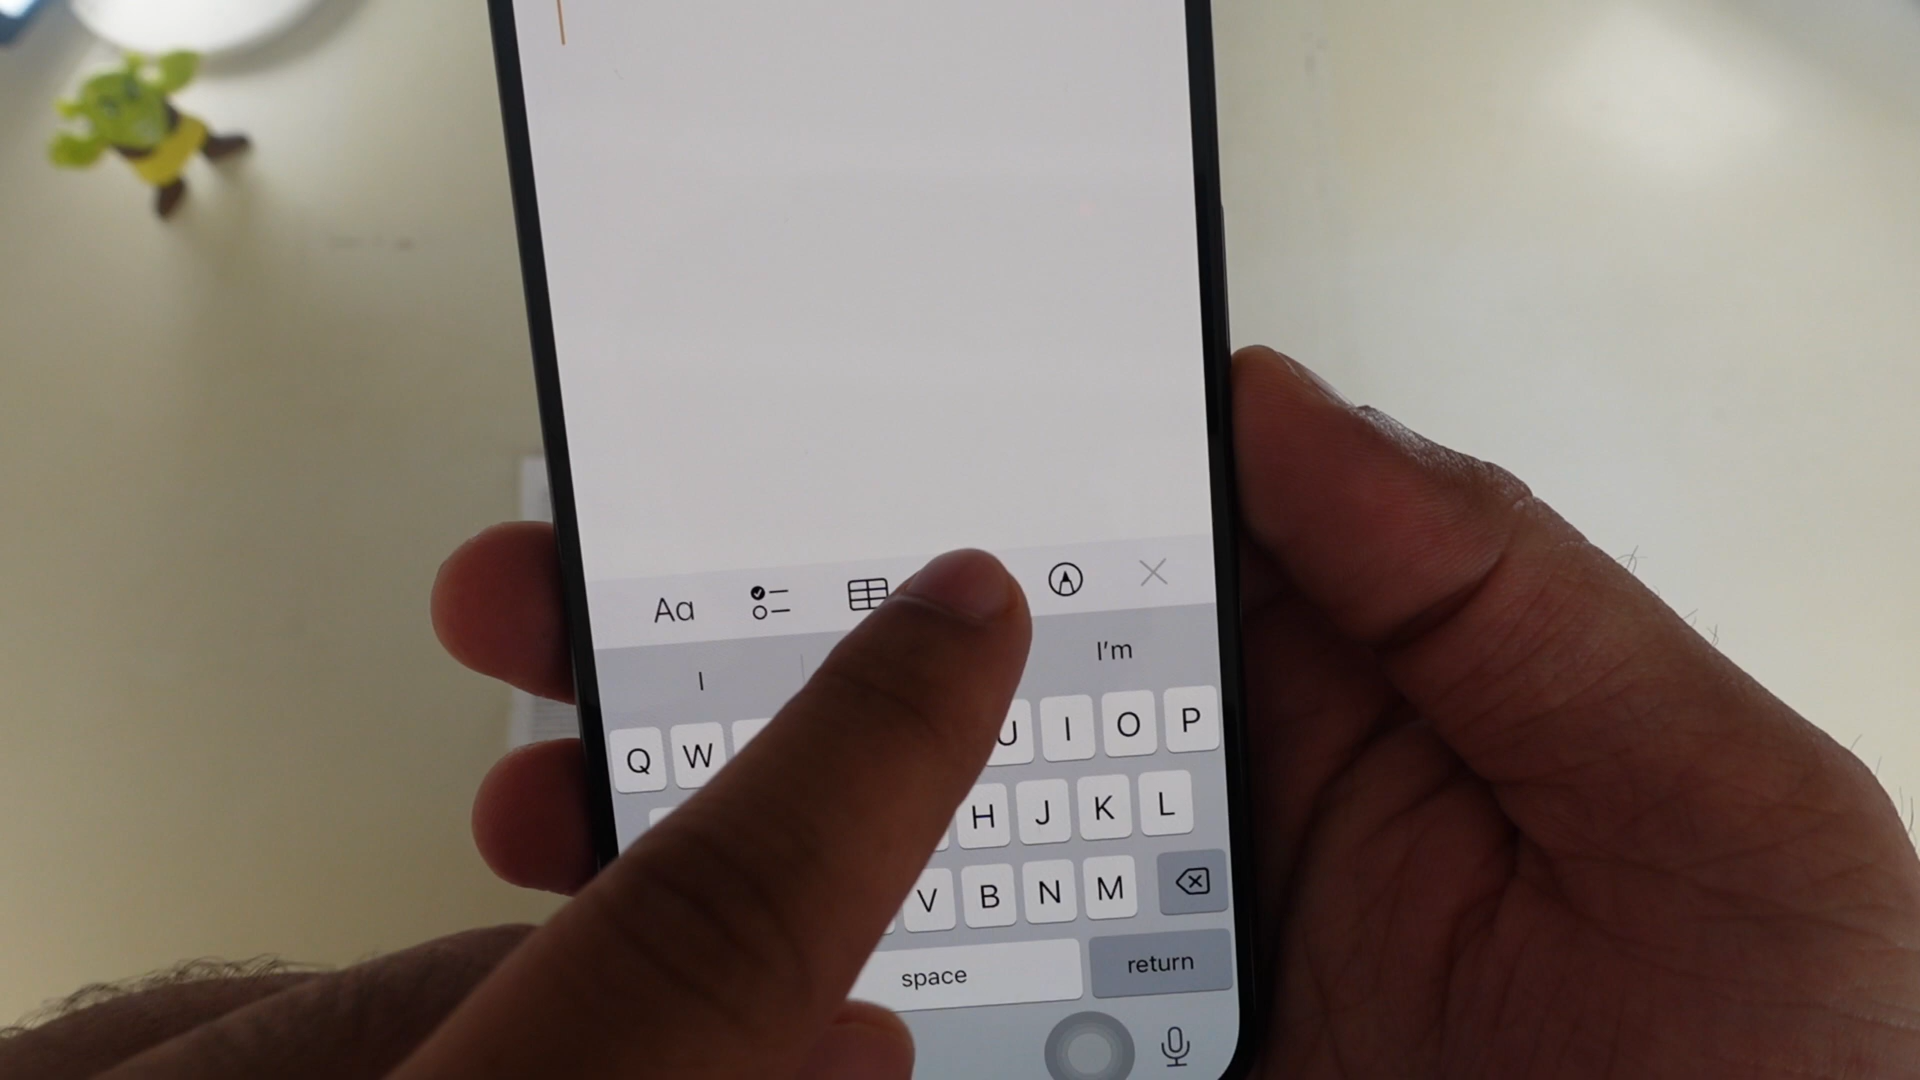 Aa
I I'm
Q W U I O P
H J K L
V B N M
space return